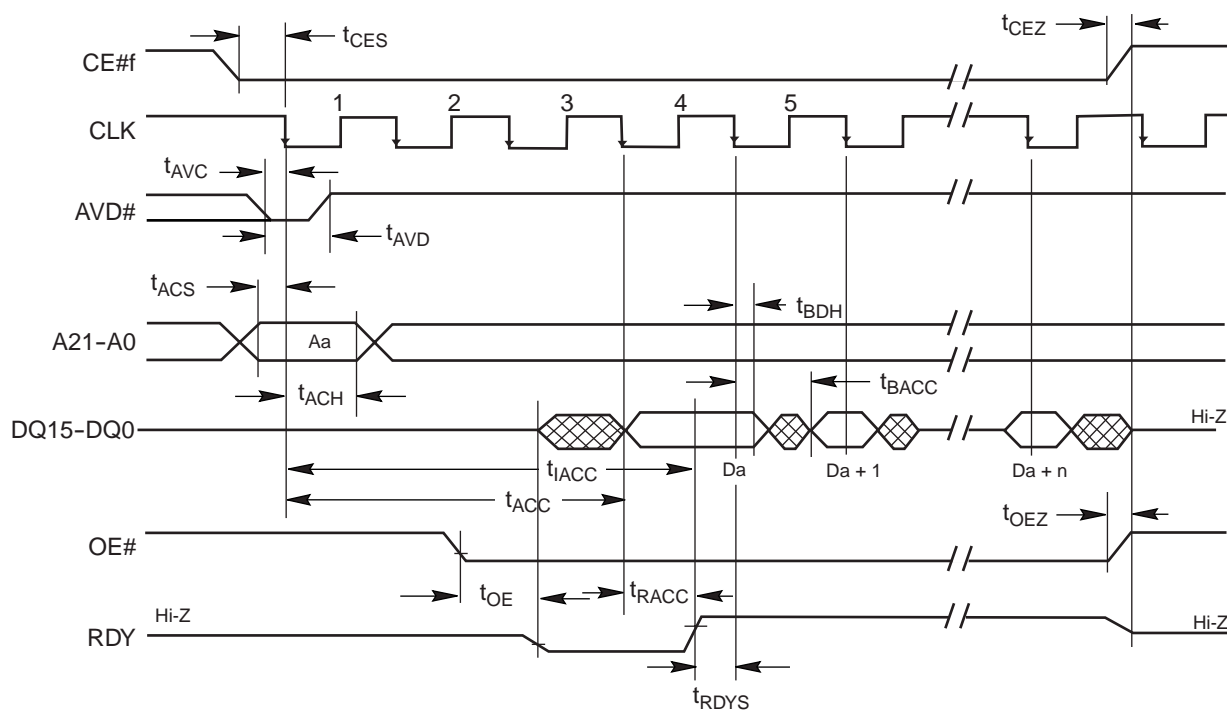 tCES
tCEZ
CE#f
1 2 3 4 5
CLK
tAVC
AVD#
tAVD
tACS
tBDH
A21-A0
Aa
tACH
tBACC
DQ15-DQ0
Hi-Z
tIACC
Da
Da + 1
Da + n
tACC
tOEZ
OE#
tOE
tRACC
Hi-Z
Hi-Z
RDY
tRDYS